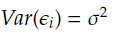 Var(ϵᵢ) = σ²